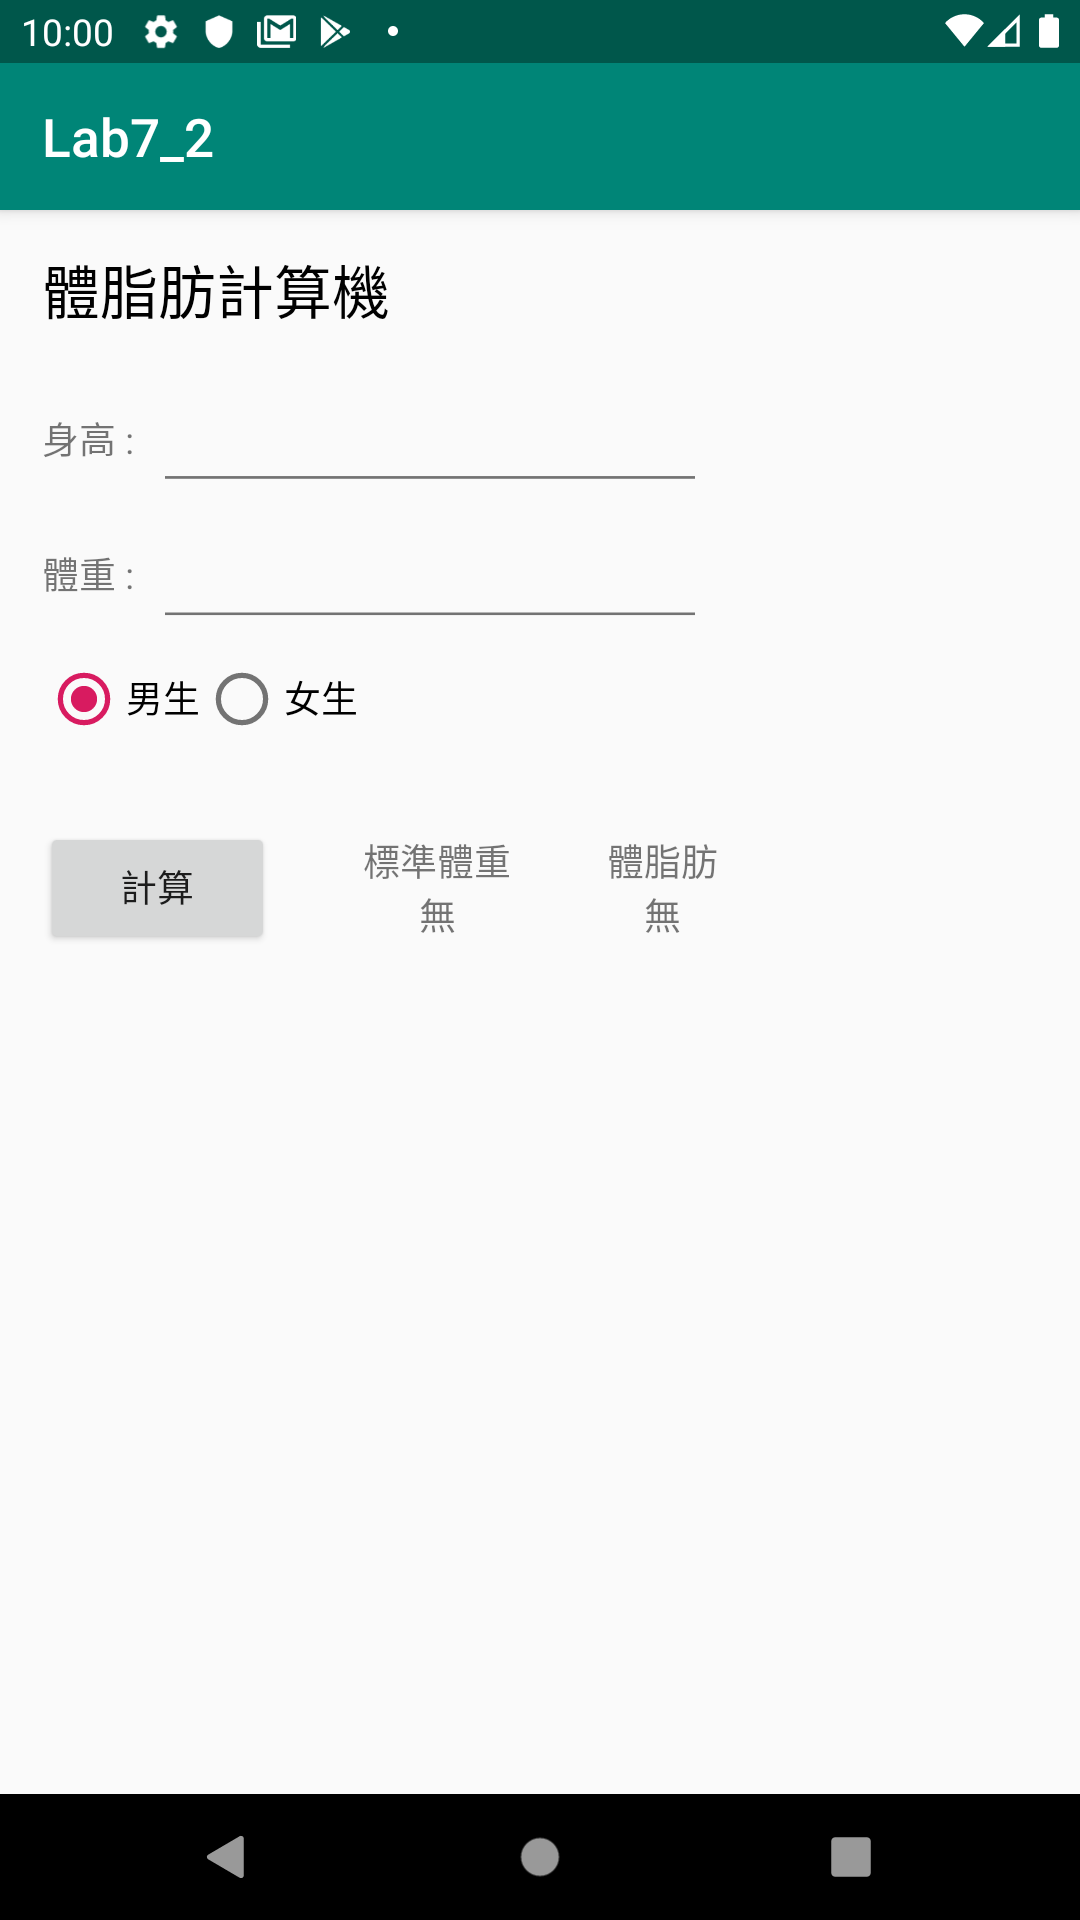 10:00
Lab7_2
體脂肪計算機
身高 :
體重 :
男生 女生
計算 標準體重 體脂肪
無 無